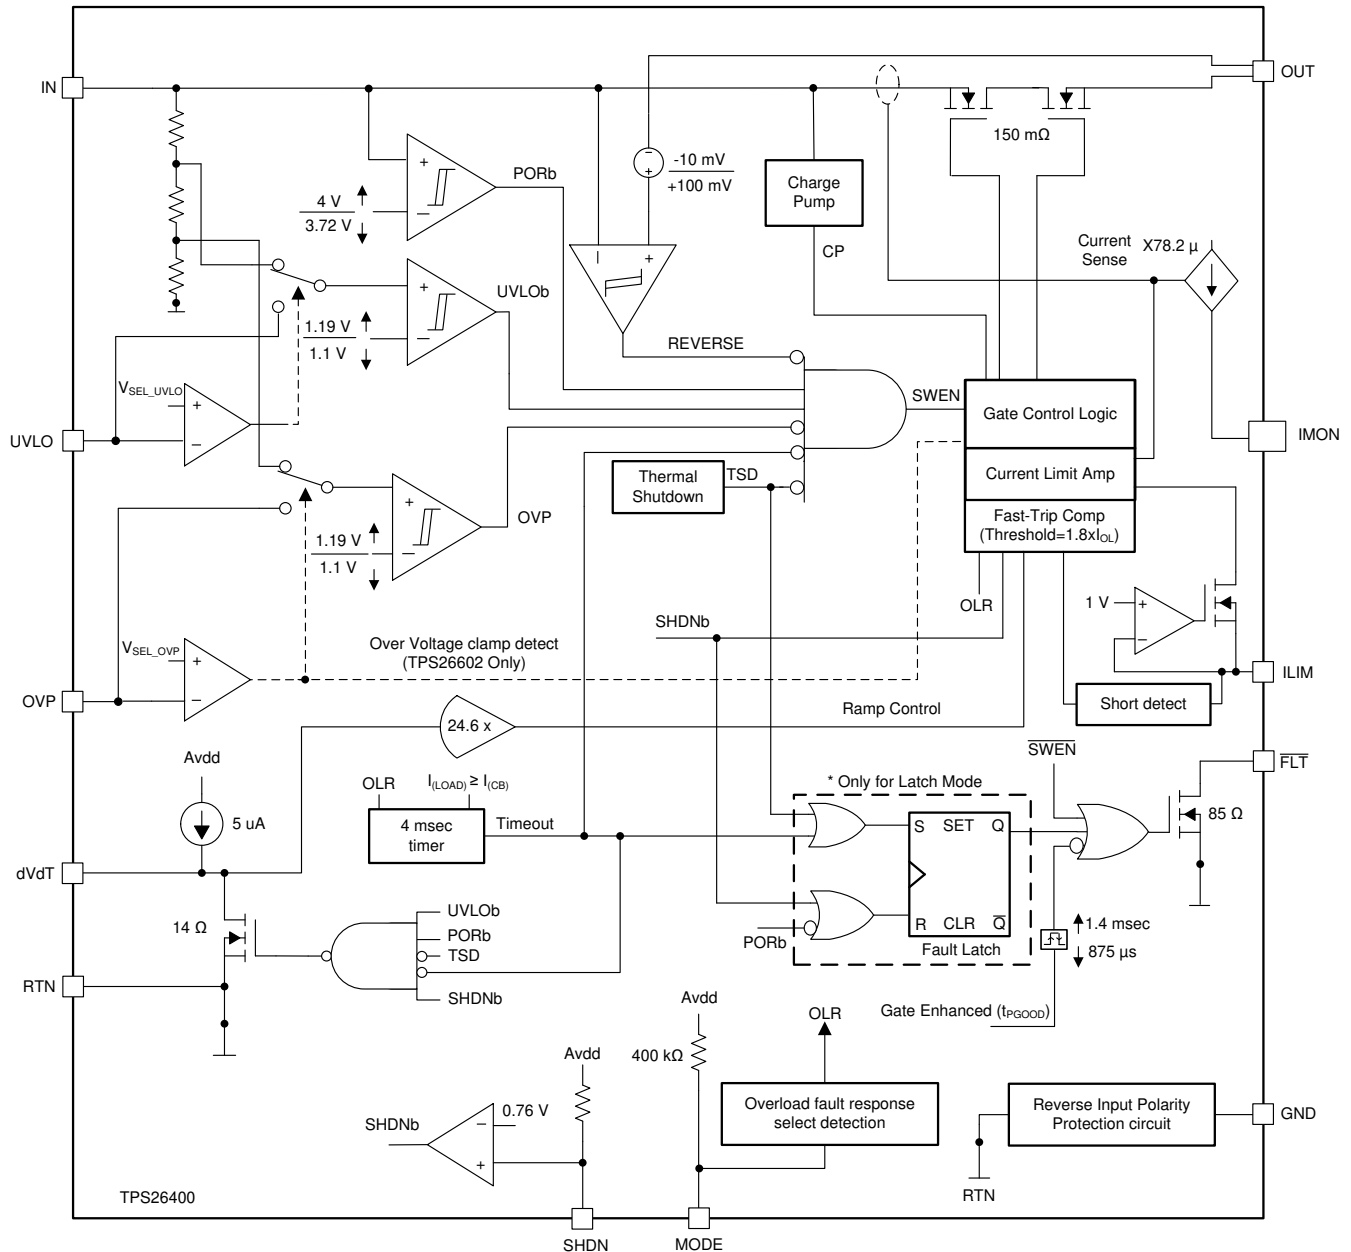 IN
OUT
150 mΩ
-10 mV
+100 mV
PORb
+
−
4 V
3.72 V
Charge
Pump
CP
Current
Sense
X78.2 µ
UVLOb
+
−
1.19 V
1.1 V
−
+
REVERSE
V_SEL_UVLO
+
−
UVLO
SWEN
Gate Control Logic
Current Limit Amp
Fast-Trip Comp
(Threshold=1.8xI_OL)
IMON
Thermal
Shutdown
TSD
OVP
+
−
1.19 V
1.1 V
OLR
1 V
+
−
SHDNb
Over Voltage clamp detect
(TPS26602 Only)
V_SEL_OVP
+
−
OVP
ILIM
Short detect
24.6 x
Ramp Control
Avdd
5 uA
OLR
I_(LOAD) ≥ I_(CB)
4 msec
timer
Timeout
* Only for Latch Mode
S SET Q
R CLR Q̅
Fault Latch
PORb
S̅W̅E̅N̅
F̅L̅T̅
85 Ω
1.4 msec
875 µs
Gate Enhanced (t_PGOOD)
dVdT
14 Ω
RTN
UVLOb
PORb
TSD
SHDNb
Avdd
SHDNb
−
+
0.76 V
SHDN
Avdd
400 kΩ
OLR
Overload fault response
select detection
MODE
Reverse Input Polarity
Protection circuit
GND
RTN
TPS26400